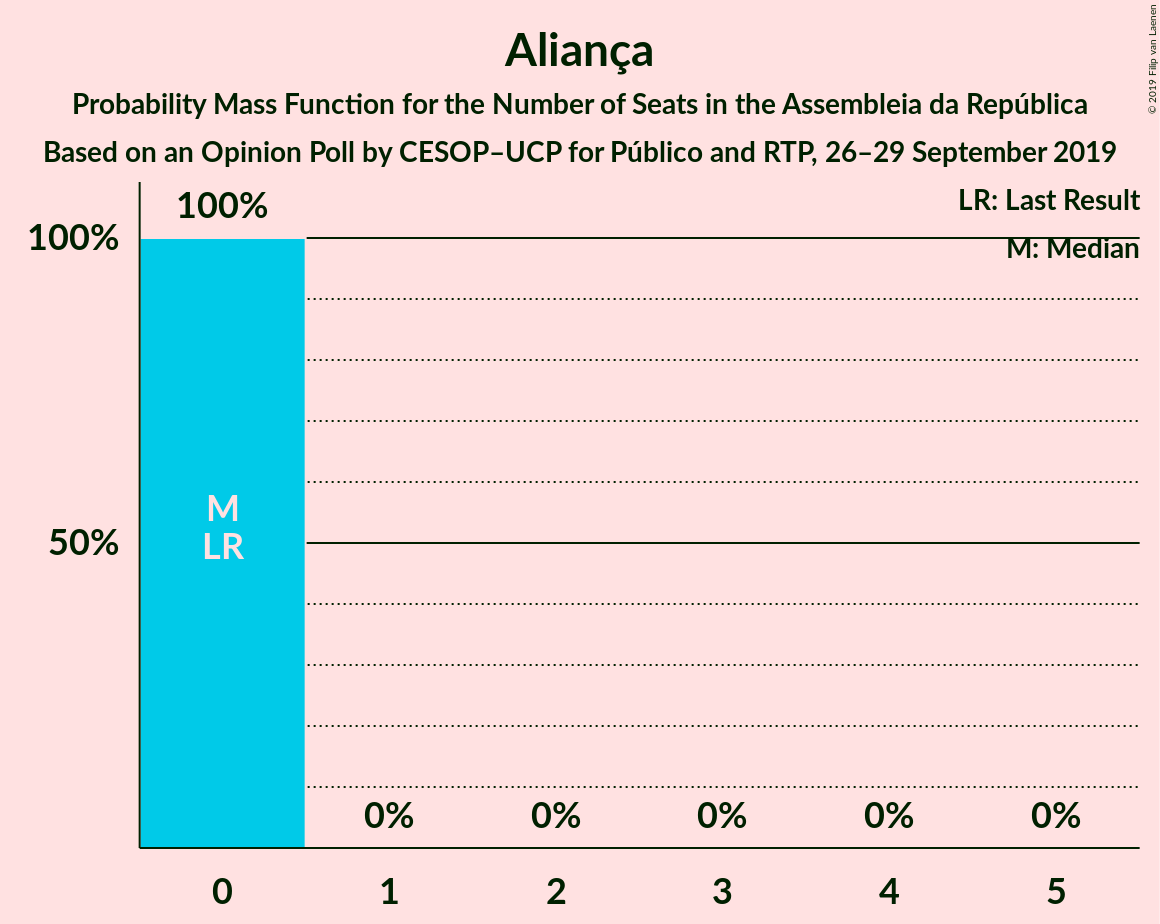 Aliança
Probability Mass Function for the Number of Seats in the Assembleia da República
Based on an Opinion Poll by CESOP–UCP for Público and RTP, 26–29 September 2019
© 2019 Filip van Laenen
LR: Last Result
M: Median
100%
100%
50%
M
LR
0% 0% 0% 0% 0%
0 1 2 3 4 5